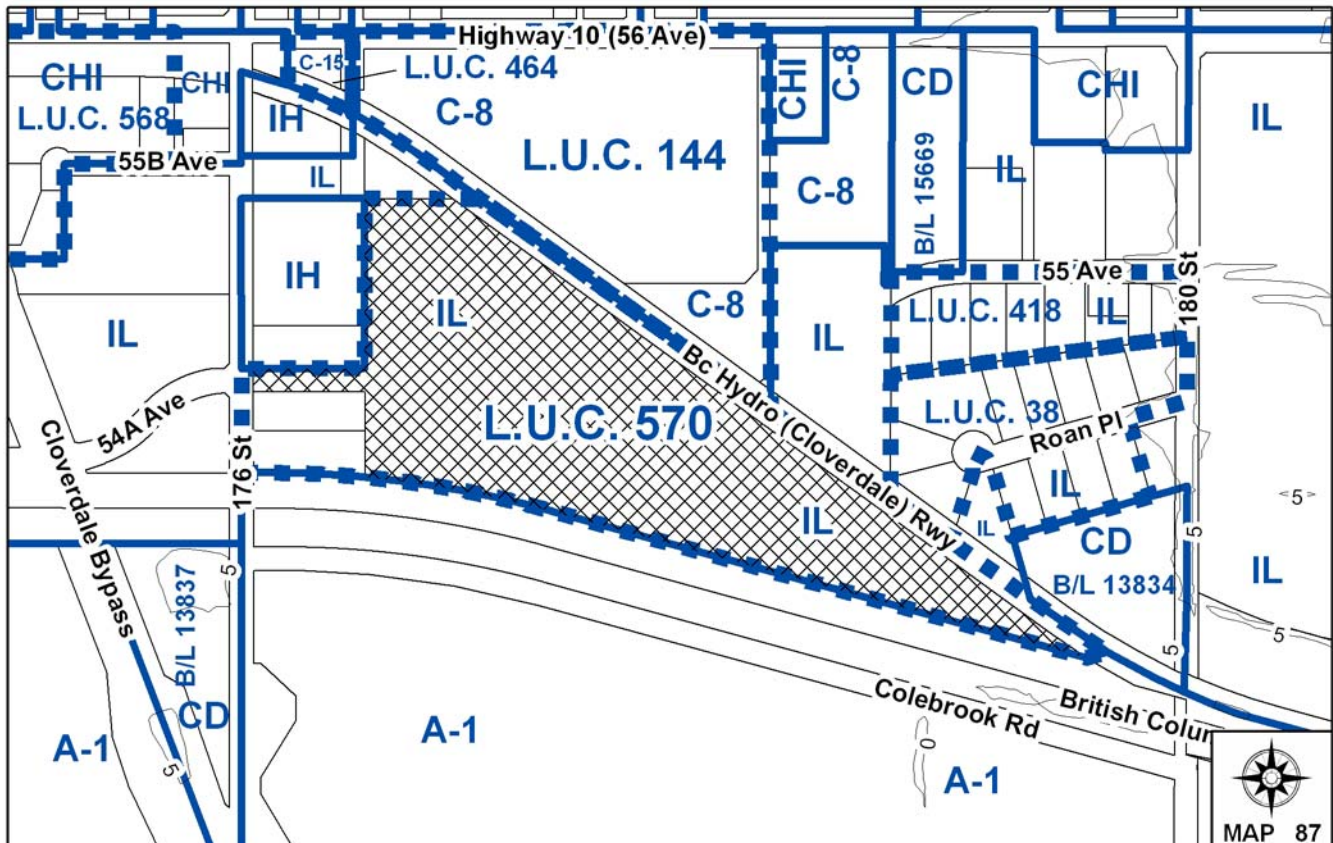 Highway 10 (56 Ave)
CHI
L.U.C. 568
CHI
C-15
L.U.C. 464
IH
C-8
L.U.C. 144
CHI
C-8
CD
B/L 15669
CHI
IL
55B Ave
IL
C-8
IL
IL
IH
IL
C-8
IL
55 Ave
L.U.C. 418
IL
180 St
54A Ave
176 St
L.U.C. 570
Bc Hydro (Cloverdale) Rwy
L.U.C. 38
Roan Pl
IL
IL
IL
CD
B/L 13834
5
5
IL
5
5
Cloverdale Bypass
5
B/L 13837
CD
5
A-1
A-1
Colebrook Rd
British Colum
0
A-1
MAP 87